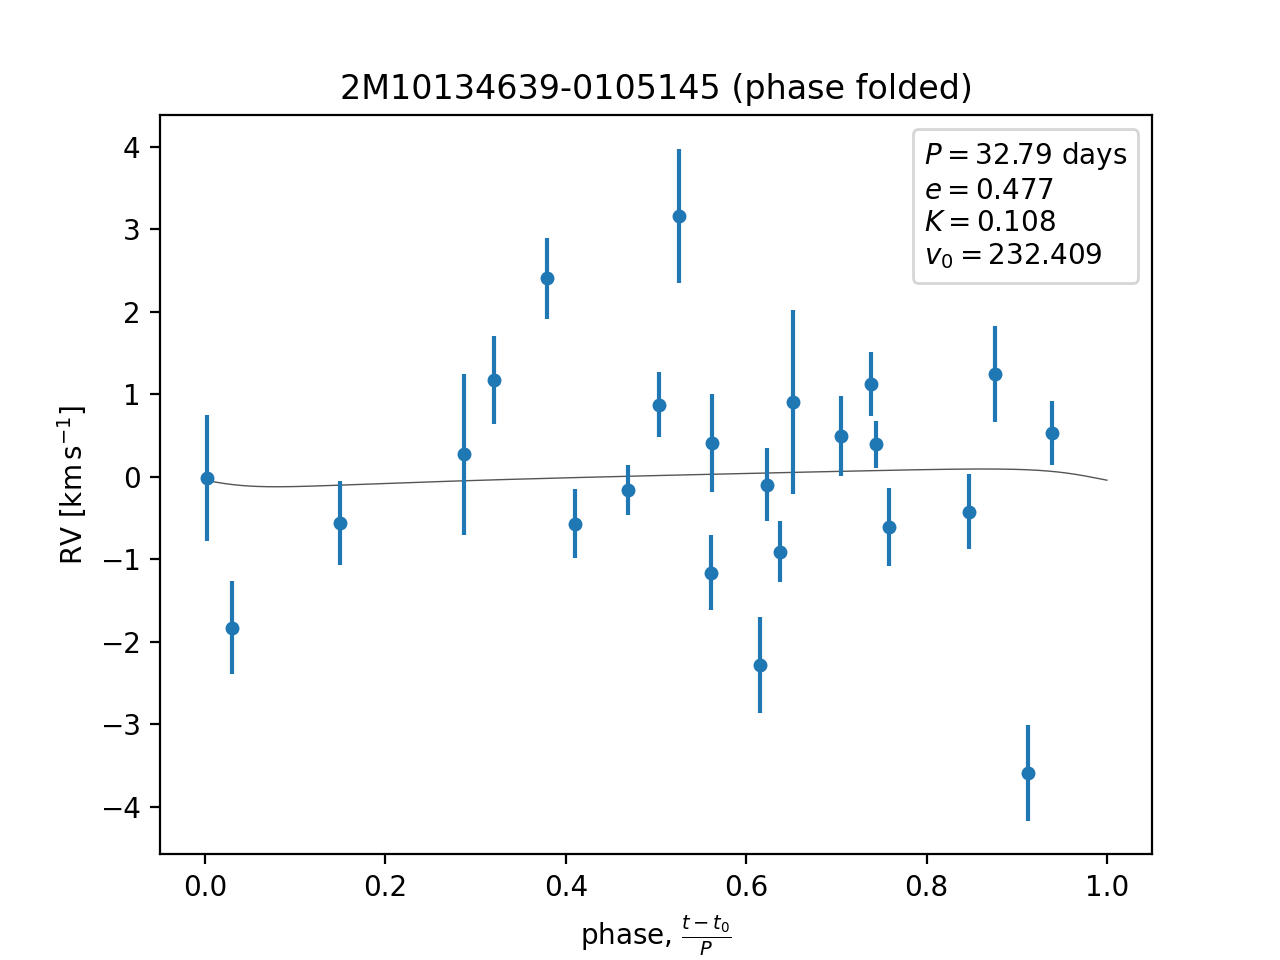 2M10134639-0105145 (phase folded)
P = 32.79 days
e = 0.477
K = 0.108
v₀ = 232.409
4
3
2
1
0
−1
−2
−3
−4
RV [km s⁻¹]
0.0 0.2 0.4 0.6 0.8 1.0
phase, (t − t₀)/P